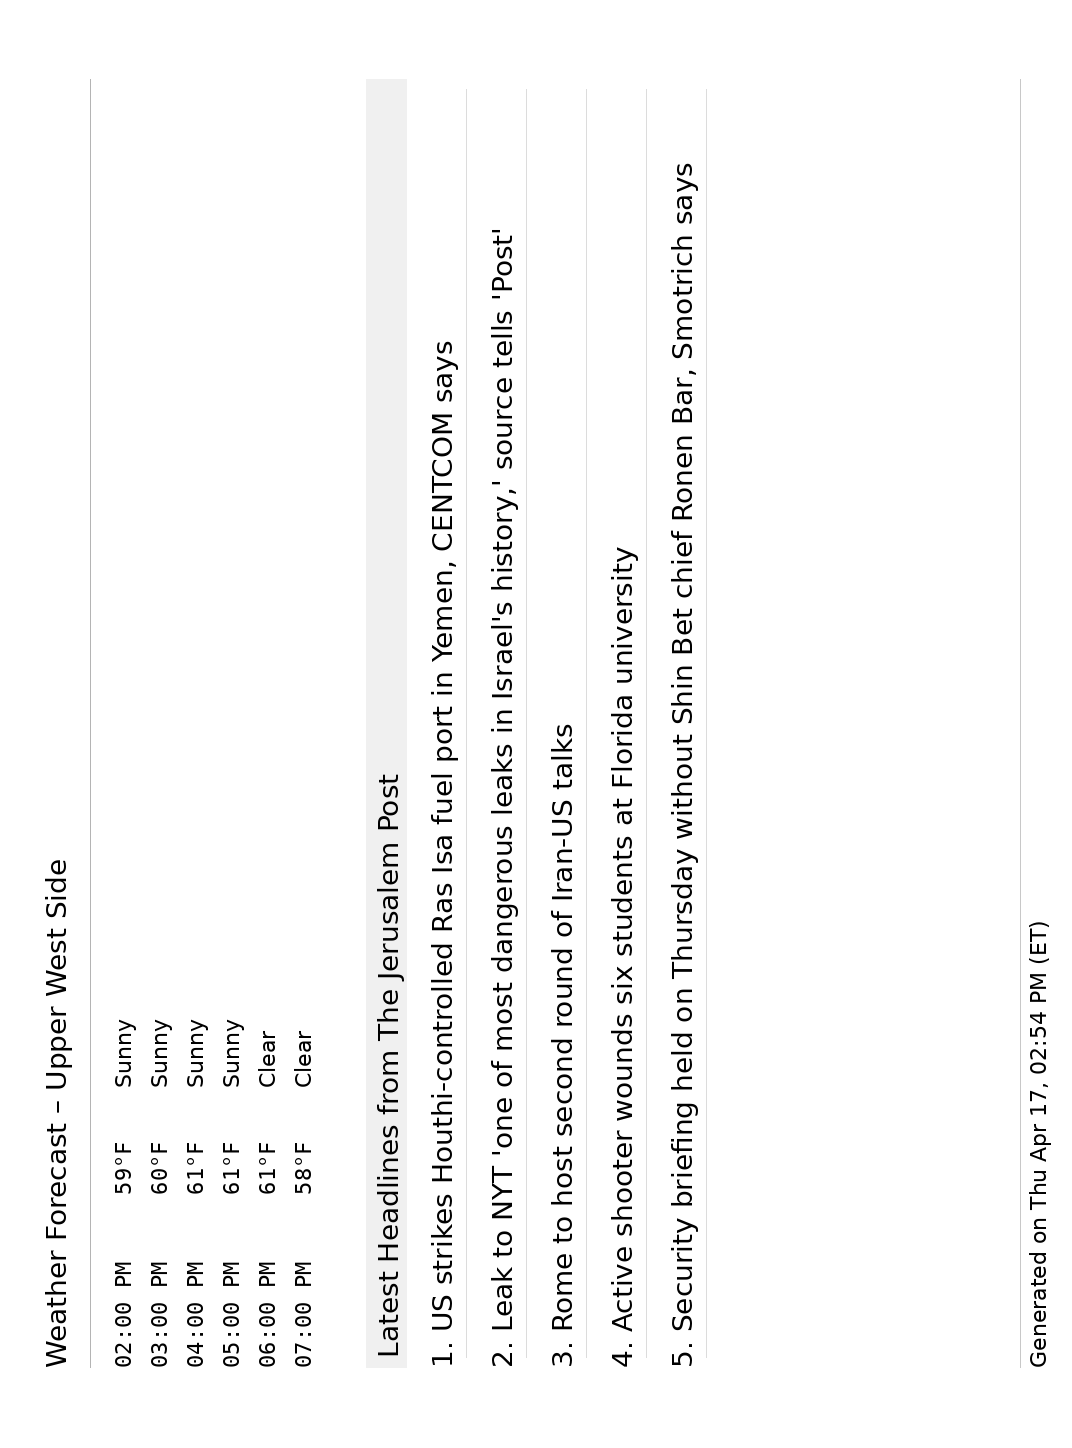 Weather Forecast – Upper West Side
02:00 PM 59°F Sunny
03:00 PM 60°F Sunny
04:00 PM 61°F Sunny
05:00 PM 61°F Sunny
06:00 PM 61°F Clear
07:00 PM 58°F Clear
Latest Headlines from The Jerusalem Post
1. US strikes Houthi-controlled Ras Isa fuel port in Yemen, CENTCOM says
2. Leak to NYT 'one of most dangerous leaks in Israel's history,' source tells 'Post'
3. Rome to host second round of Iran-US talks
4. Active shooter wounds six students at Florida university
5. Security briefing held on Thursday without Shin Bet chief Ronen Bar, Smotrich says
Generated on Thu Apr 17, 02:54 PM (ET)